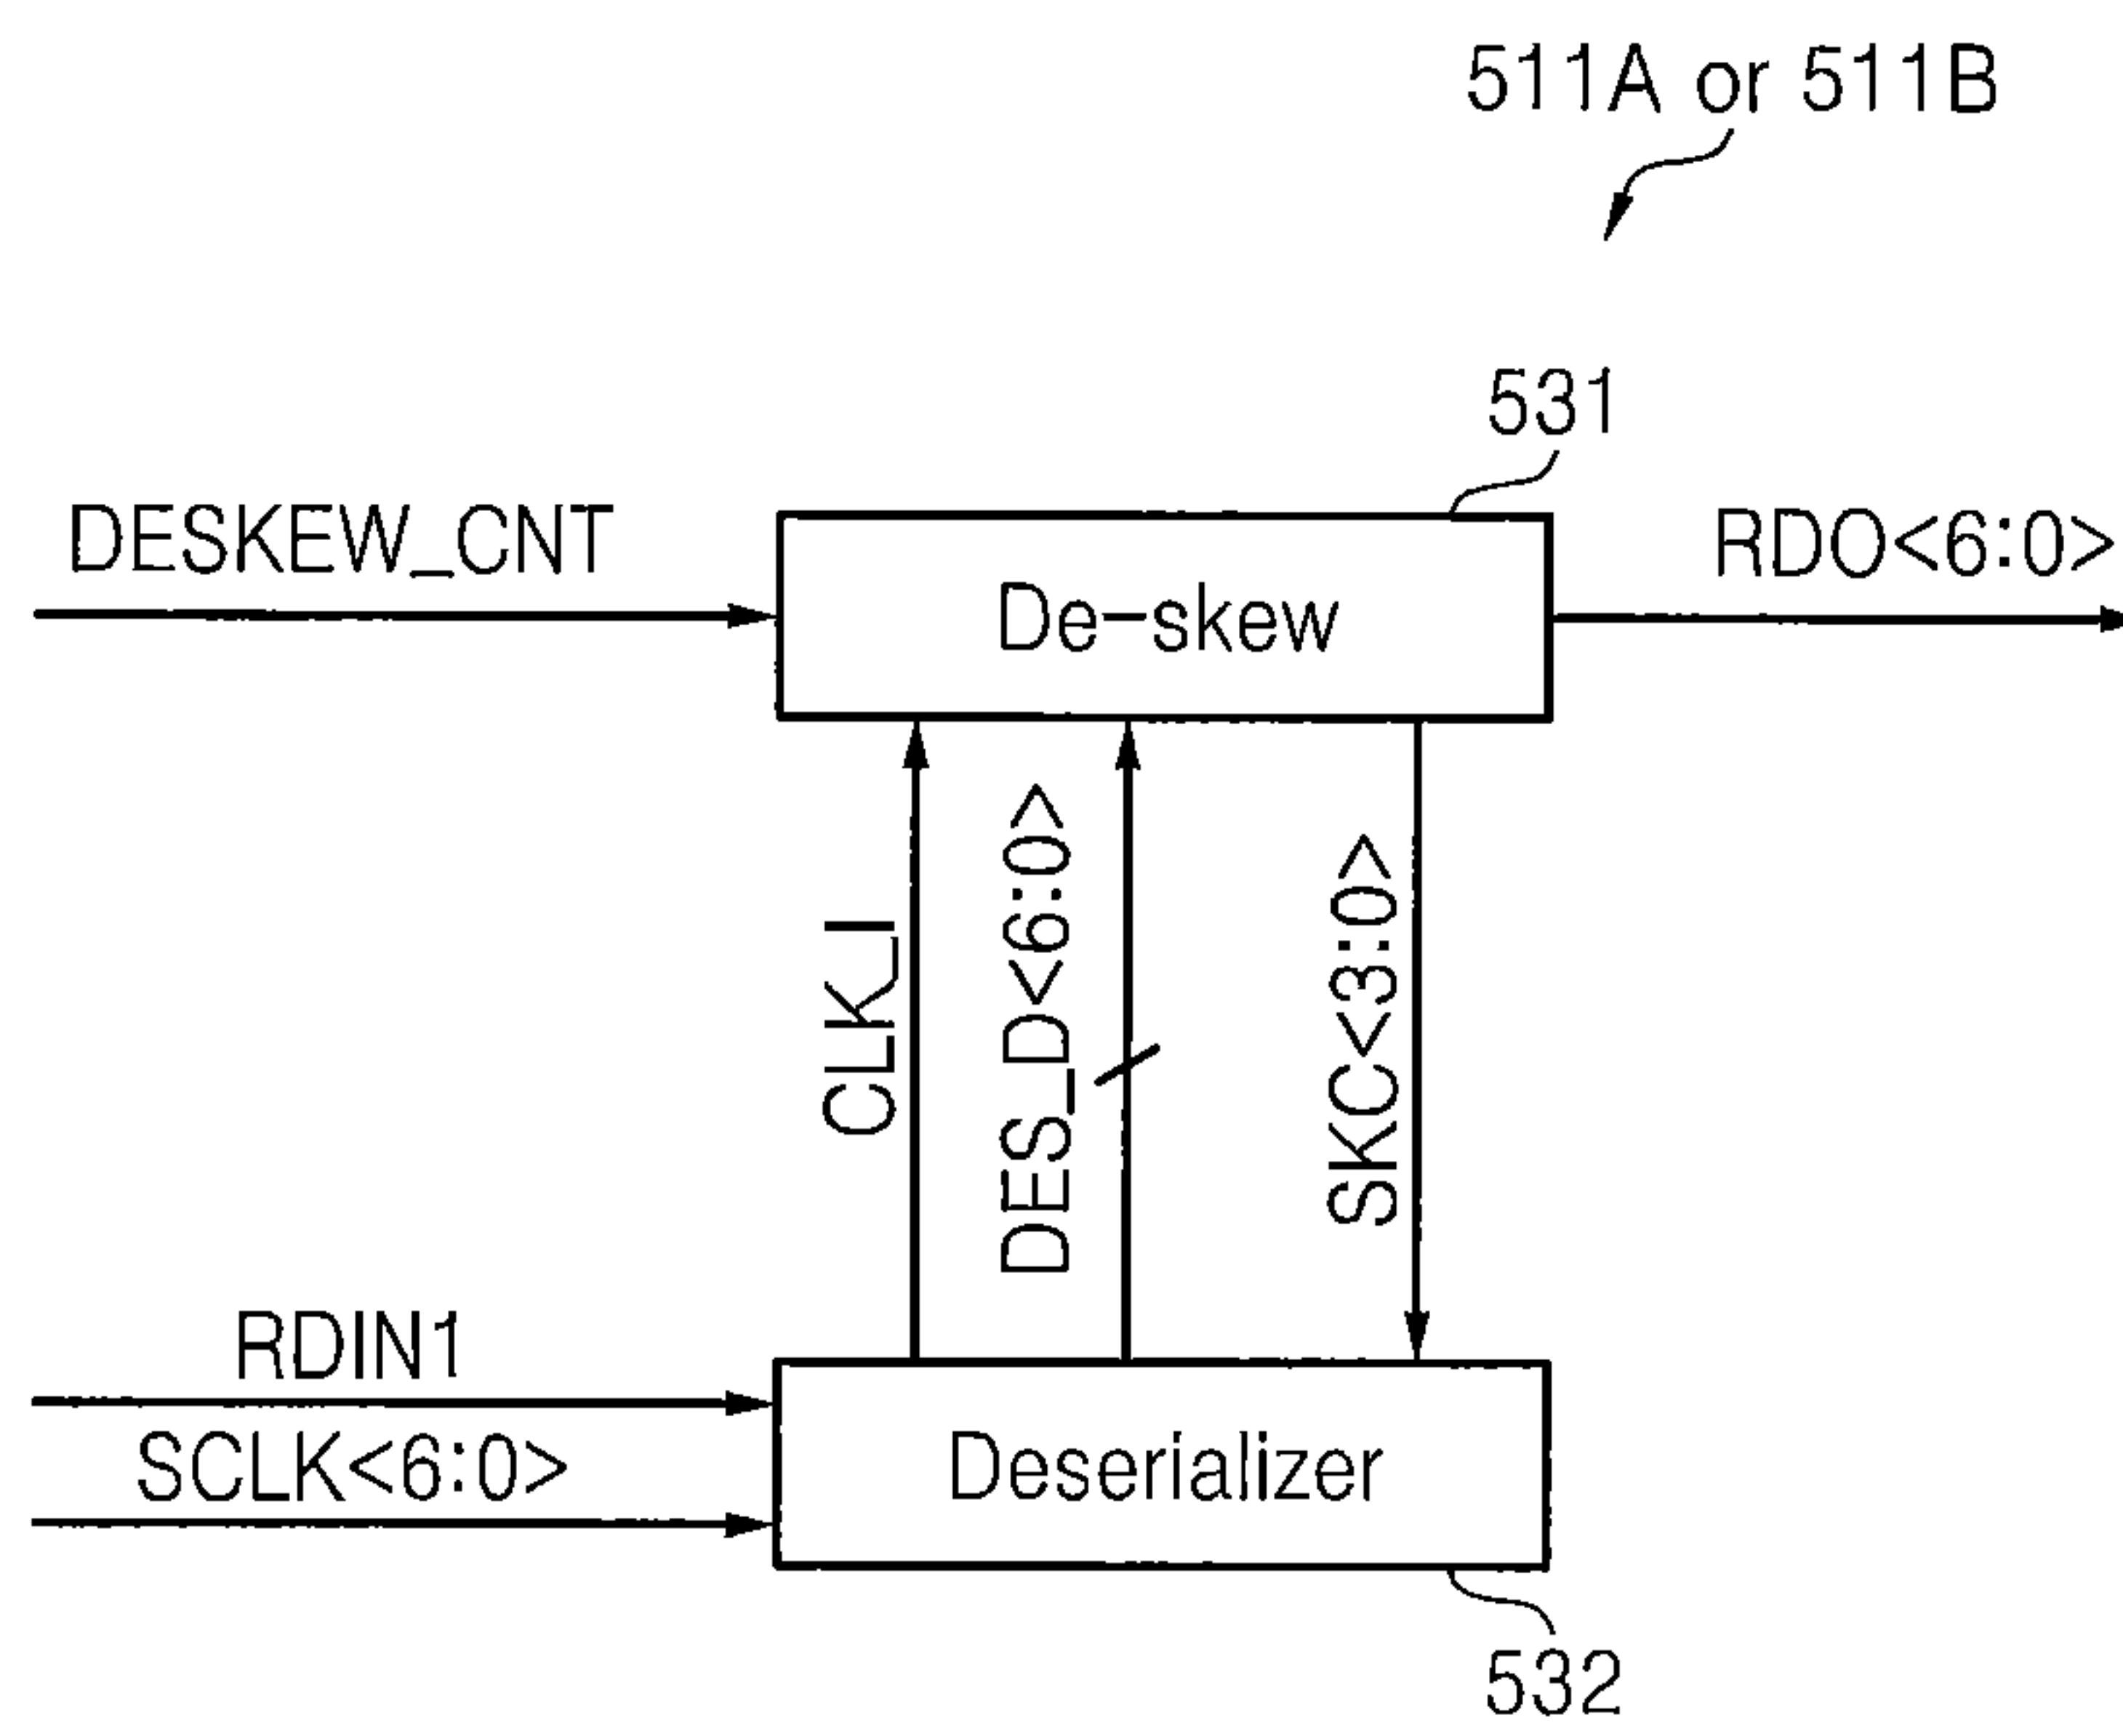 511A or 511B
531
DESKEW_CNT
De-skew
RDO<6:0>
CLK_I
DES_D<6:0>
SKC<3:0>
RDIN1
SCLK<6:0>
Deserializer
532